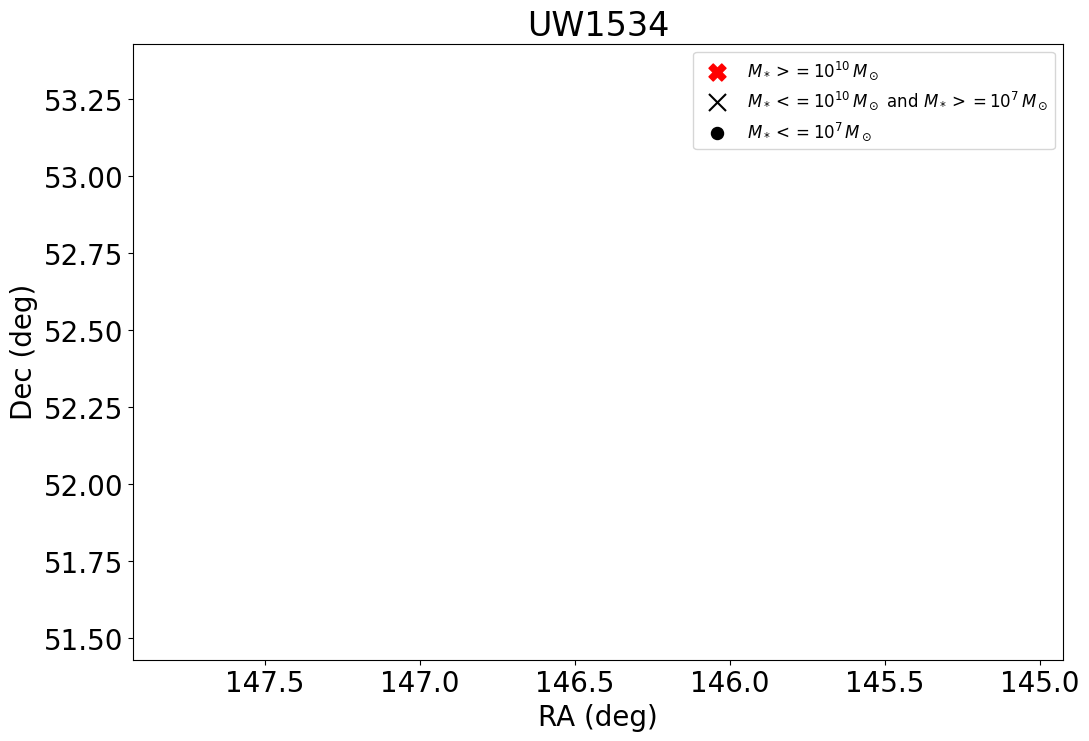 UW1534
M* >= 10^10 M⊙
M* <= 10^10 M⊙ and M* >= 10^7 M⊙
M* <= 10^7 M⊙
53.25
53.00
52.75
52.50
52.25
52.00
51.75
51.50
Dec (deg)
147.5 147.0 146.5 146.0 145.5 145.0
RA (deg)